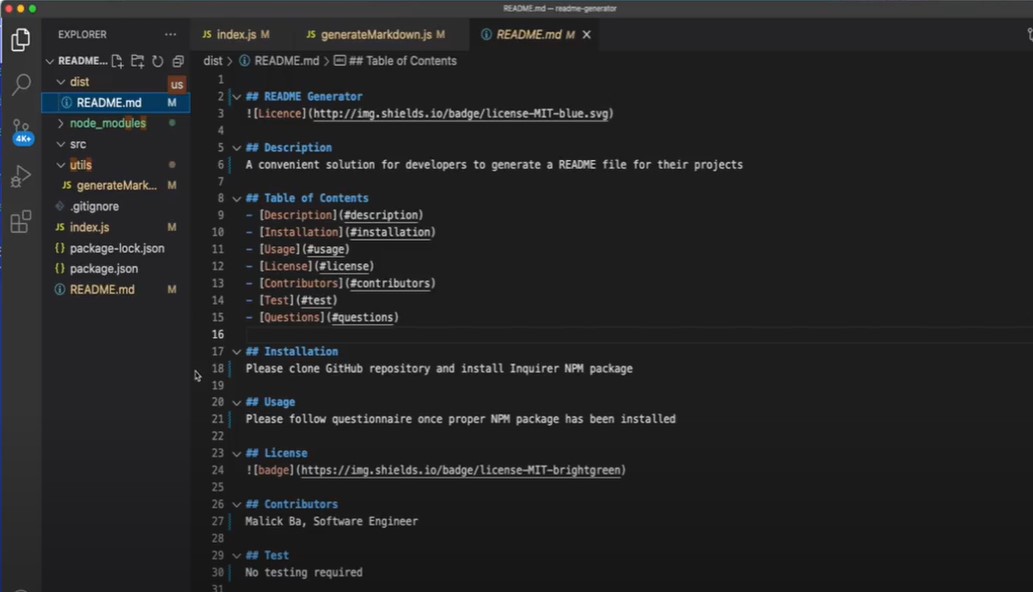 README.md — readme-generator
EXPLORER
README...
dist
us
README.md M
node_modules
src
utils
JS generateMark... M
.gitignore
JS index.js M
{} package-lock.json
{} package.json
README.md M
4K+
JS index.js M
JS generateMarkdown.js M
README.md M
dist > README.md > ## Table of Contents
1
2 ## README Generator
3 ![Licence](http://img.shields.io/badge/license-MIT-blue.svg)
4
5 ## Description
6 A convenient solution for developers to generate a README file for their projects
7
8 ## Table of Contents
9 - [Description](#description)
10 - [Installation](#installation)
11 - [Usage](#usage)
12 - [License](#license)
13 - [Contributors](#contributors)
14 - [Test](#test)
15 - [Questions](#questions)
16
17 ## Installation
18 Please clone GitHub repository and install Inquirer NPM package
19
20 ## Usage
21 Please follow questionnaire once proper NPM package has been installed
22
23 ## License
24 ![badge](https://img.shields.io/badge/license-MIT-brightgreen)
25
26 ## Contributors
27 Malick Ba, Software Engineer
28
29 ## Test
30 No testing required
31